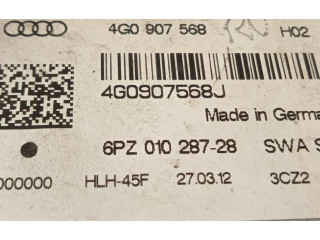 4G0 907 568 H02
4G0907568J
Made in Germa
6PZ 010 287-28 SWA S
000000 HLH-45F 27.03.12 3CZ2